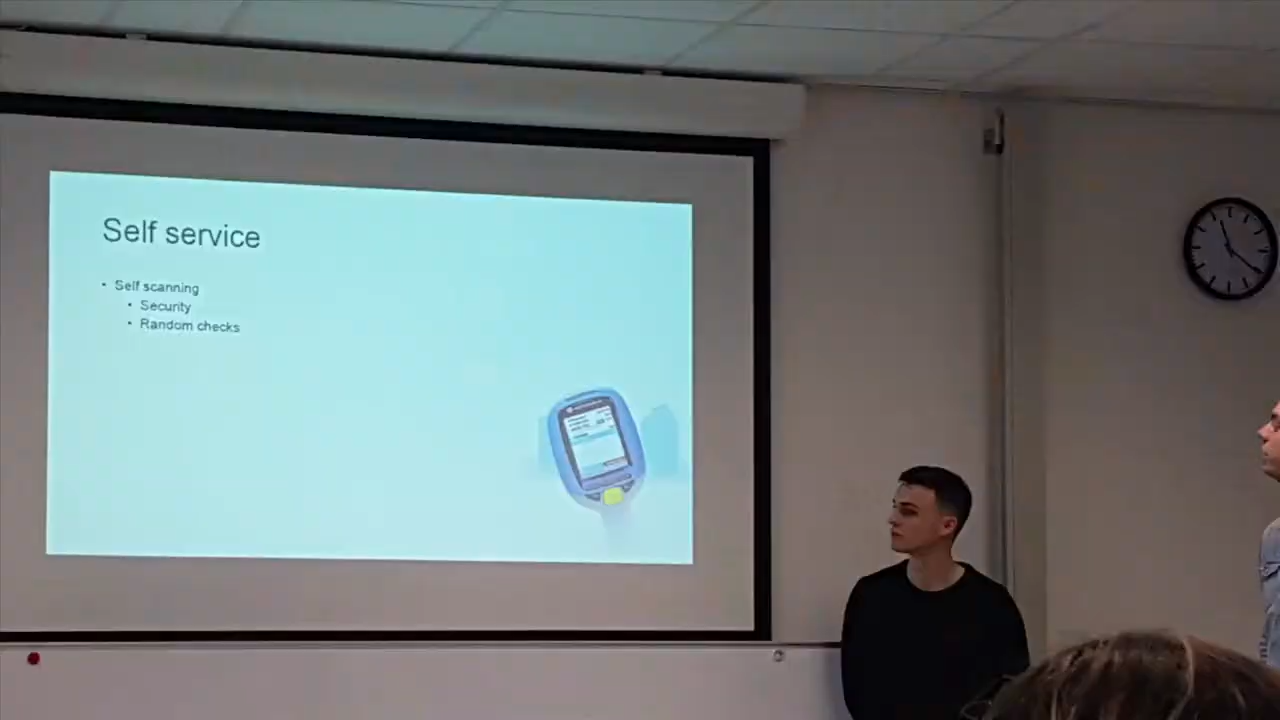 Self service
• Self scanning
• Security
• Random checks